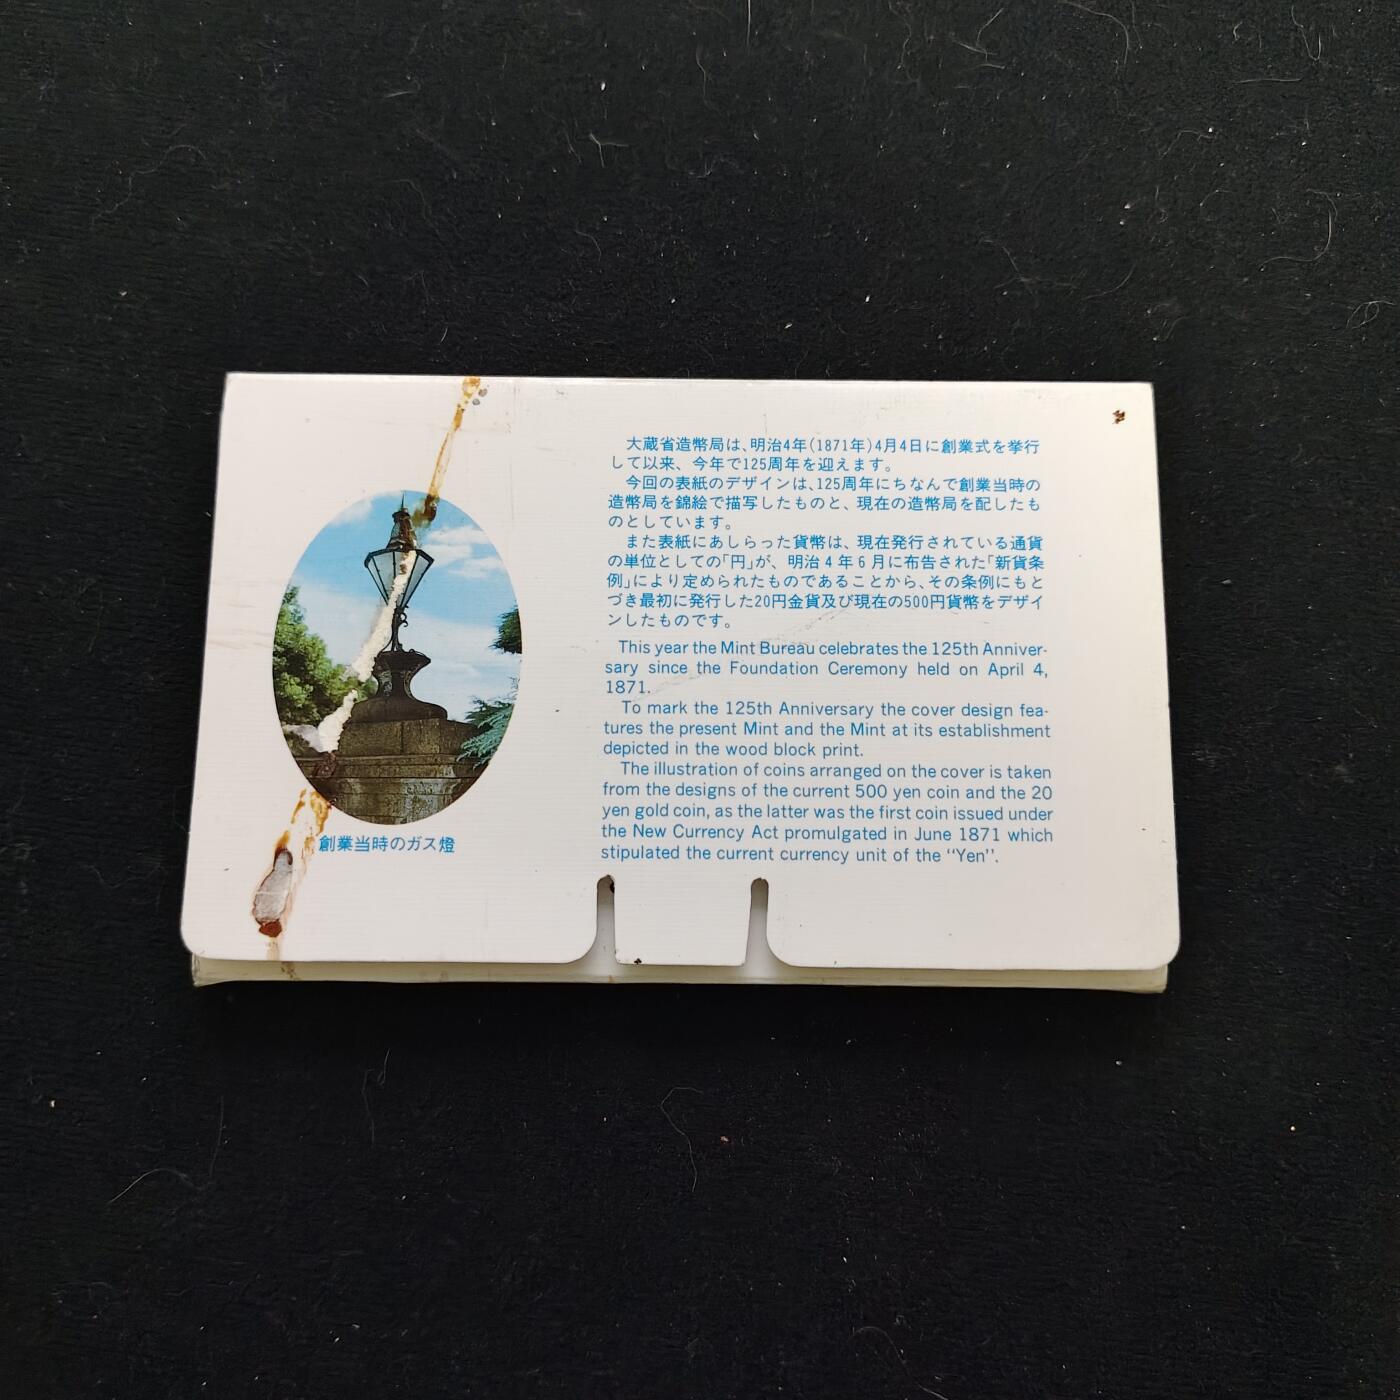 大蔵省造幣局は、明治4年(1871年)4月4日に創業式を挙行
して以来、今年で125周年を迎えます。
今回の表紙のデザインは、125周年にちなんで創業当時の
造幣局を錦絵で描写したものと、現在の造幣局を配したも
のとしています。
また表紙にあしらった貨幣は、現在発行されている通貨
の単位としての「円」が、明治4年6月に布告された「新貨条
例」により定められたものであることから、その条例にもと
づき最初に発行した20円金貨及び現在の500円貨幣をデザイ
ンしたものです。
This year the Mint Bureau celebrates the 125th Anniver-
sary since the Foundation Ceremony held on April 4,
1871.
To mark the 125th Anniversary the cover design fea-
tures the present Mint and the Mint at its establishment
depicted in the wood block print.
The illustration of coins arranged on the cover is taken
from the designs of the current 500 yen coin and the 20
yen gold coin, as the latter was the first coin issued under
the New Currency Act promulgated in June 1871 which
stipulated the current currency unit of the "Yen".
創業当時のガス燈